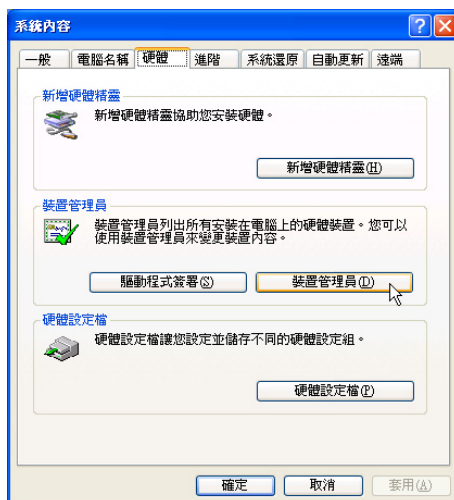 系統內容
一般 電腦名稱 硬體 進階 系統還原 自動更新 遠端
新增硬體精靈
新增硬體精靈協助您安裝硬體。
新增硬體精靈(H)
裝置管理員
裝置管理員列出所有安裝在電腦上的硬體裝置。您可以
使用裝置管理員來變更裝置內容。
驅動程式簽署(S) 裝置管理員(D)
硬體設定檔
硬體設定檔讓您設定並儲存不同的硬體設定組。
硬體設定檔(P)
確定 取消 套用(A)